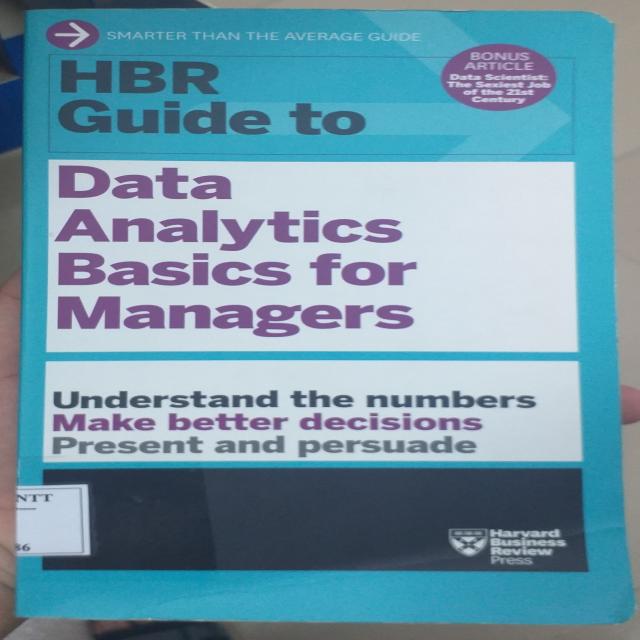 SMARTER THAN THE AVERAGE GUIDE
BONUS
ARTICLE
Data Scientist:
The Sexiest Job
of the 21st
Century
HBR
Guide to
Data
Analytics
Basics for
Managers
Understand the numbers
Make better decisions
Present and persuade
NTT
86
Harvard
Business
Review
Press